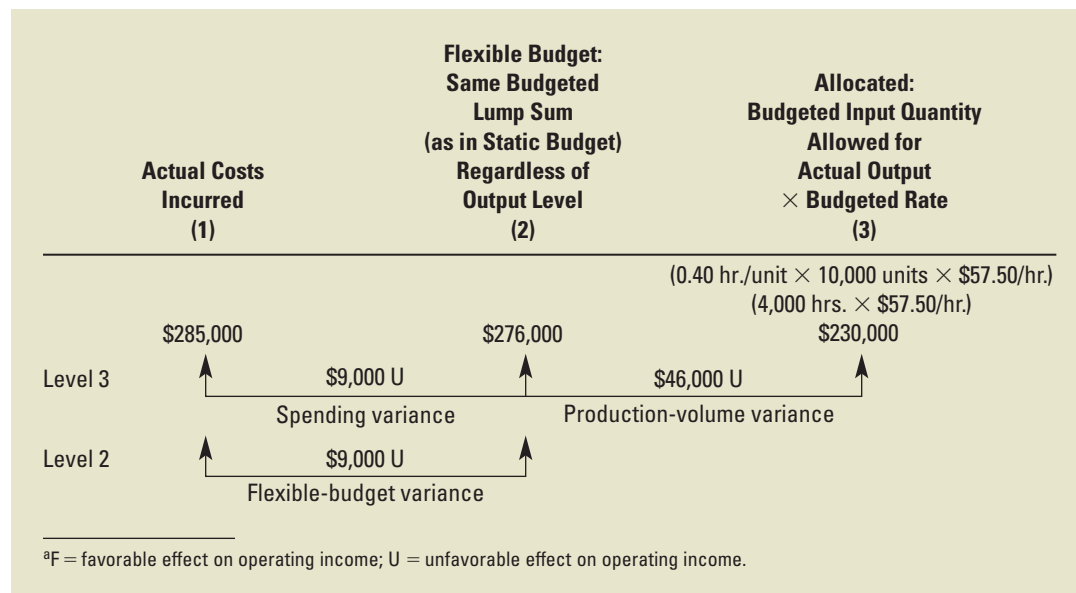 Actual Costs
Incurred
(1)
Flexible Budget:
Same Budgeted
Lump Sum
(as in Static Budget)
Regardless of
Output Level
(2)
Allocated:
Budgeted Input Quantity
Allowed for
Actual Output
× Budgeted Rate
(3)
(0.40 hr./unit × 10,000 units × $57.50/hr.)
(4,000 hrs. × $57.50/hr.)
$285,000 $276,000 $230,000
Level 3 $9,000 U $46,000 U
Spending variance Production-volume variance
Level 2 $9,000 U
Flexible-budget variance
ᵃF = favorable effect on operating income; U = unfavorable effect on operating income.